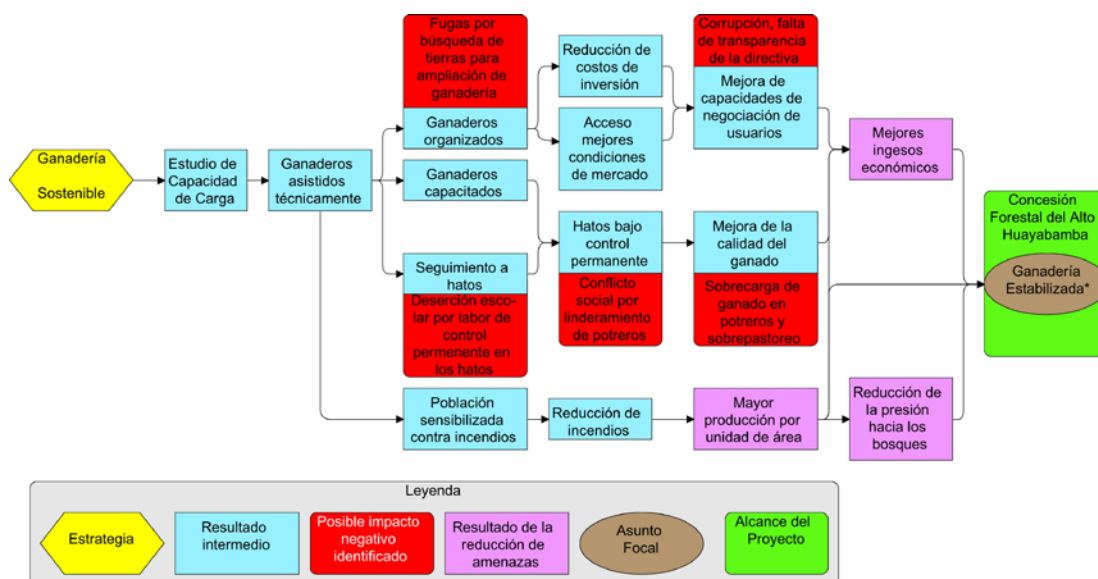 Ganadería
Sostenible
Estudio de
Capacidad
de Carga
Ganaderos
asistidos
técnicamente
Fugas por
búsqueda de
tierras para
ampliación de
ganadería
Ganaderos
organizados
Ganaderos
capacitados
Seguimiento a
hatos
Deserción esco-
lar por labor de
control
permenente en
los hatos
Población
sensibilizada
contra incendios
Reducción
de costos de
inversión
Acceso
mejores
condiciones
de mercado
Hatos bajo
control
permanente
Conflicto
social por
linderamiento
de potreros
Reducción de
incendios
Corrupción, falta
de transparencia
de la directiva
Mejora de
capacidades de
negociación de
usuarios
Mejora de la
calidad del
ganado
Sobrecarga de
ganado en
potreros y
sobrepastoreo
Mayor
producción por
unidad de área
Mejores
ingesos
económicos
Reducción de
la presión
hacia los
bosques
Concesión
Forestal del Alto
Huayabamba
Ganadería
Estabilizada*
Leyenda
Estrategia
Resultado
intermedio
Posible impacto
negativo
identificado
Resultado de la
reducción de
amenazas
Asunto
Focal
Alcance del
Proyecto